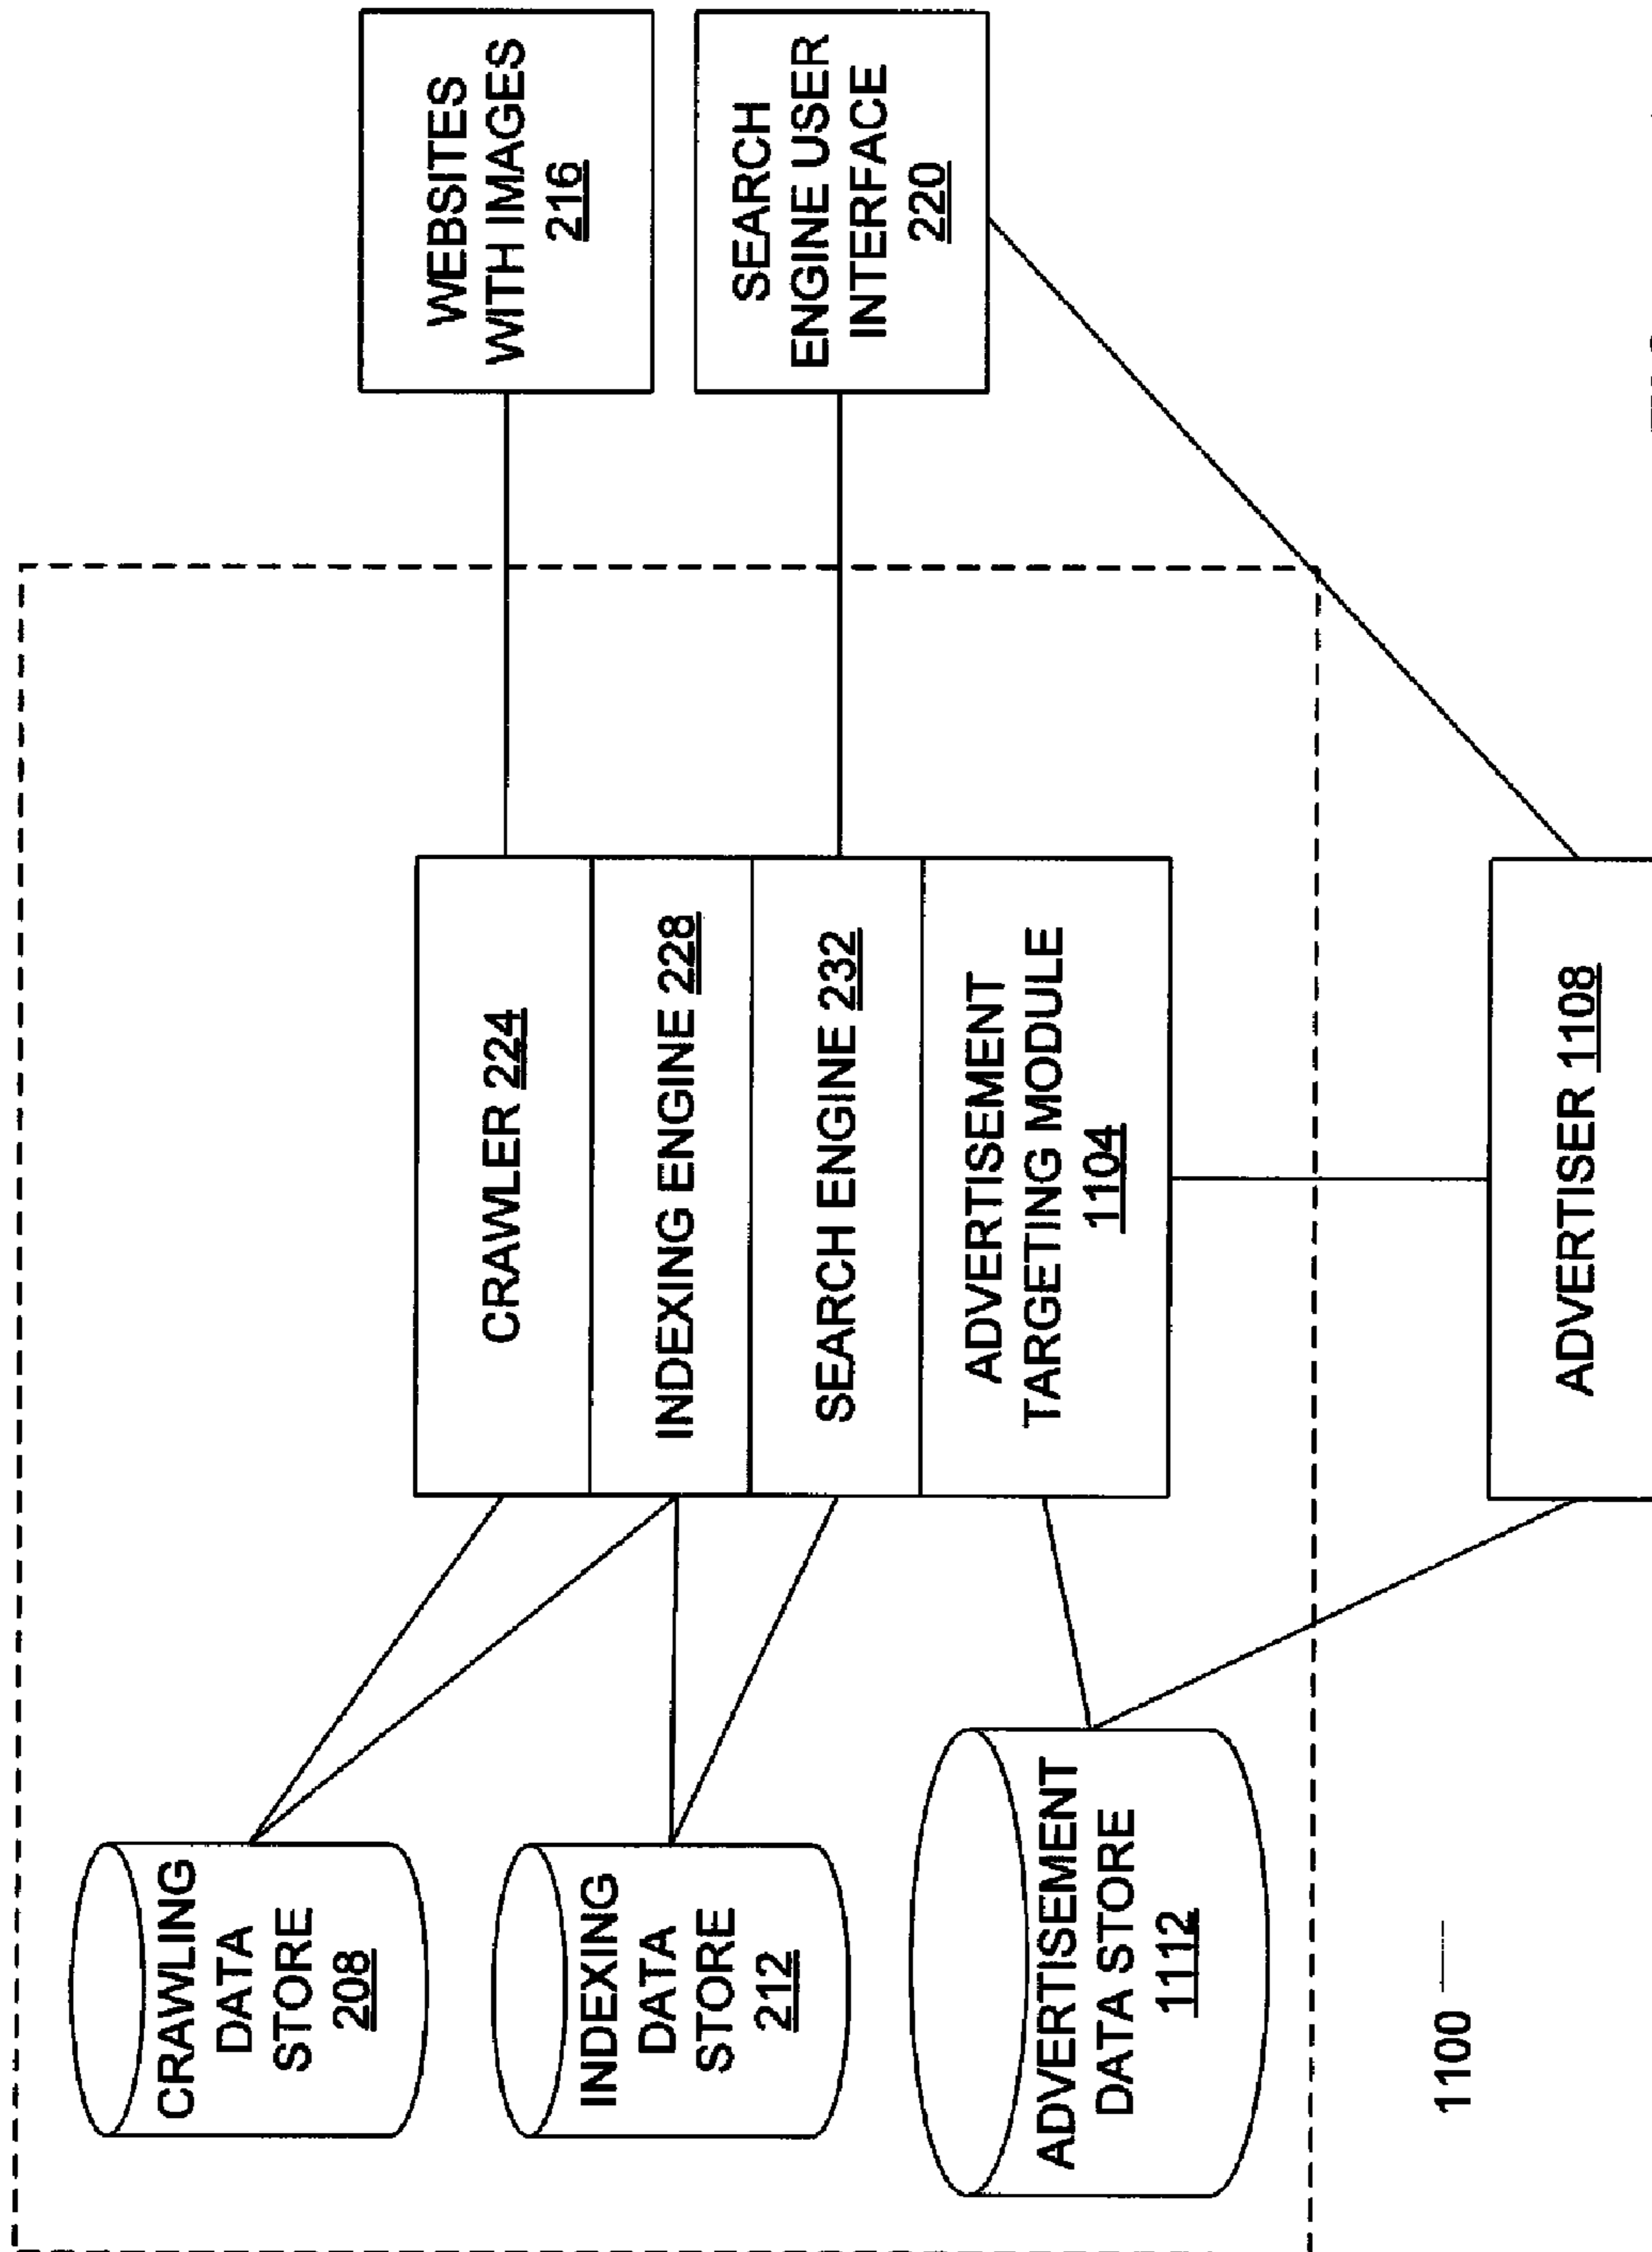 CRAWLING
DATA
STORE
208
INDEXING
DATA
STORE
212
ADVERTISEMENT
DATA STORE
1112
CRAWLER 224
INDEXING ENGINE 228
SEARCH ENGINE 232
ADVERTISEMENT
TARGETING MODULE
1104
WEBSITES
WITH IMAGES
216
SEARCH
ENGINE USER
INTERFACE
220
ADVERTISER 1108
1100